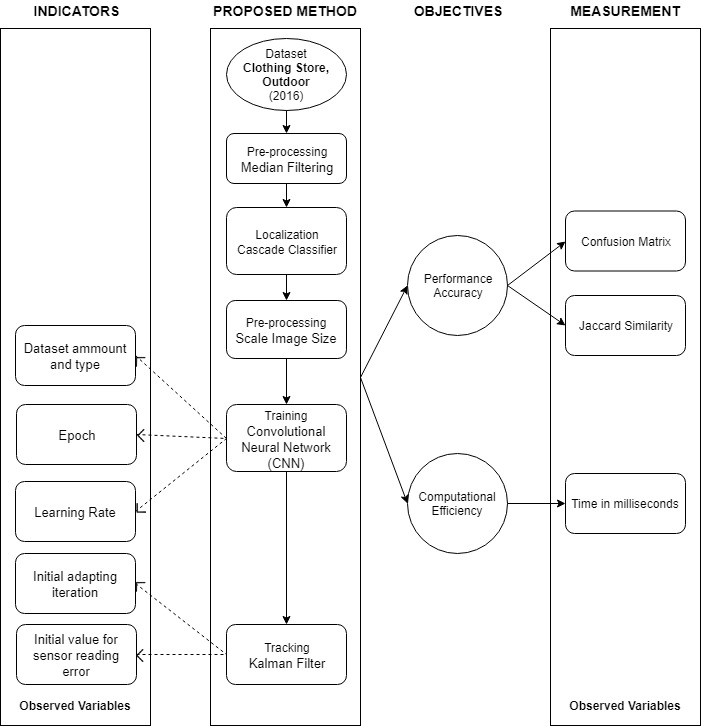 INDICATORS
PROPOSED METHOD
OBJECTIVES
MEASUREMENT
Dataset
Clothing Store,
Outdoor
(2016)
Pre-processing
Median Filtering
Localization
Cascade Classifier
Pre-processing
Scale Image Size
Training
Convolutional
Neural Network
(CNN)
Tracking
Kalman Filter
Dataset ammount
and type
Epoch
Learning Rate
Initial adapting
iteration
Initial value for
sensor reading
error
Observed Variables
Performance
Accuracy
Computational
Efficiency
Confusion Matrix
Jaccard Similarity
Time in milliseconds
Observed Variables